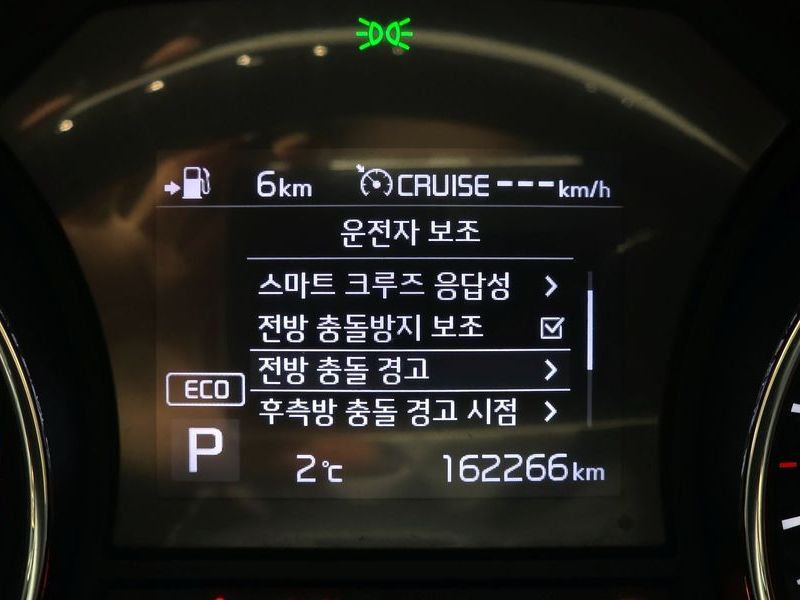 6km CRUISE ---km/h
운전자 보조
스마트 크루즈 응답성
전방 충돌방지 보조
전방 충돌 경고
후측방 충돌 경고 시점
ECO
P 2℃ 162266km